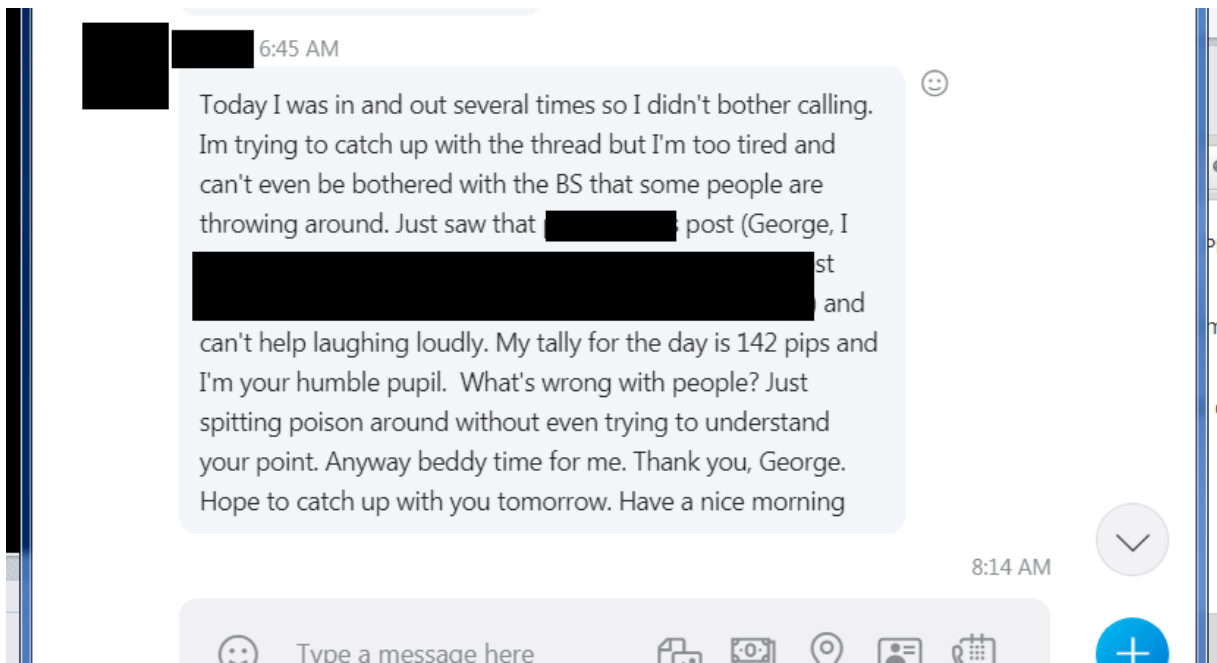 6:45 AM
Today I was in and out several times so I didn't bother calling.
Im trying to catch up with the thread but I'm too tired and
can't even be bothered with the BS that some people are
throwing around. Just saw that post (George, I
st
and
can't help laughing loudly. My tally for the day is 142 pips and
I'm your humble pupil.  What's wrong with people? Just
spitting poison around without even trying to understand
your point. Anyway beddy time for me. Thank you, George.
Hope to catch up with you tomorrow. Have a nice morning
8:14 AM
Type a message here